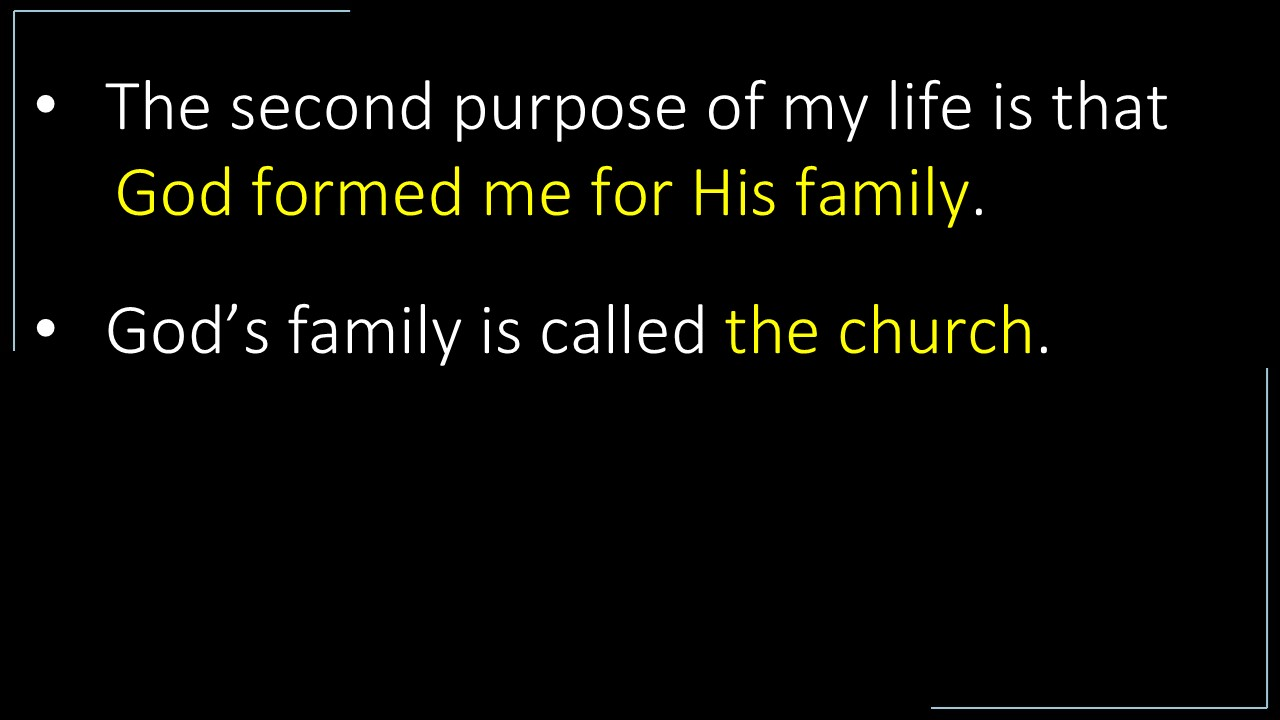 • The second purpose of my life is that
God formed me for His family.
• God’s family is called the church.